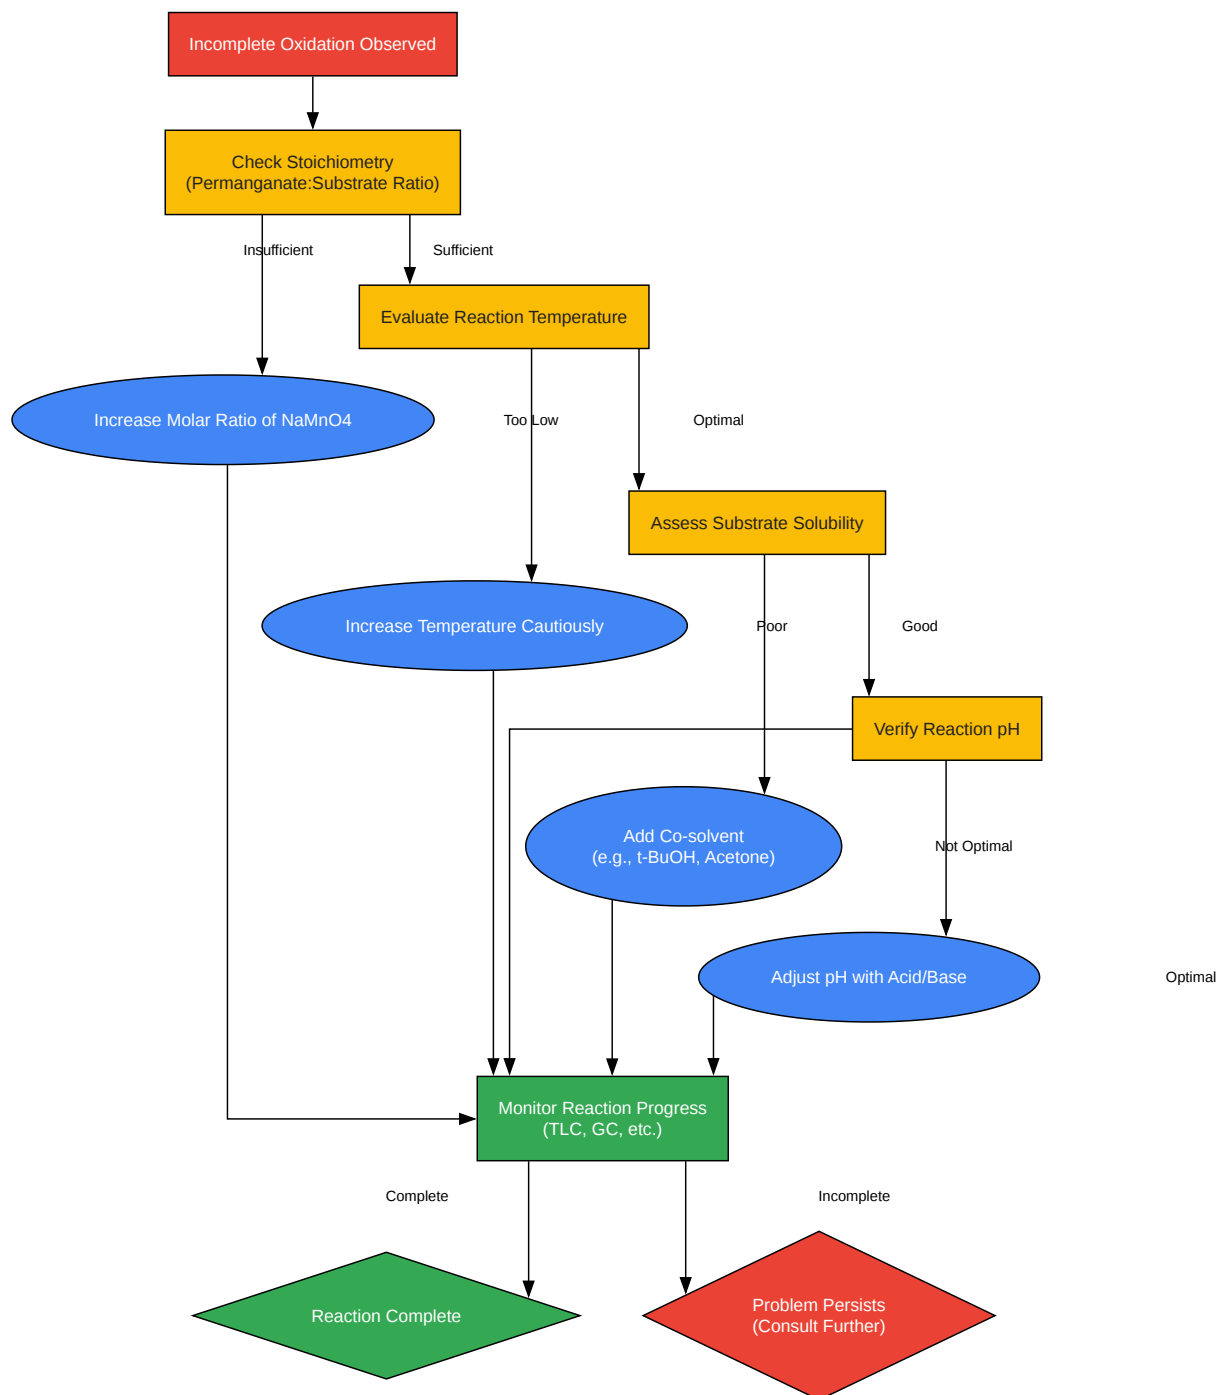 Incomplete Oxidation Observed
Check Stoichiometry
(Permanganate:Substrate Ratio)
Insufficient
Sufficient
Evaluate Reaction Temperature
Increase Molar Ratio of NaMnO4
Too Low
Optimal
Assess Substrate Solubility
Increase Temperature Cautiously
Poor
Good
Verify Reaction pH
Add Co-solvent
(e.g., t-BuOH, Acetone)
Not Optimal
Adjust pH with Acid/Base
Optimal
Monitor Reaction Progress
(TLC, GC, etc.)
Complete
Incomplete
Reaction Complete
Problem Persists
(Consult Further)